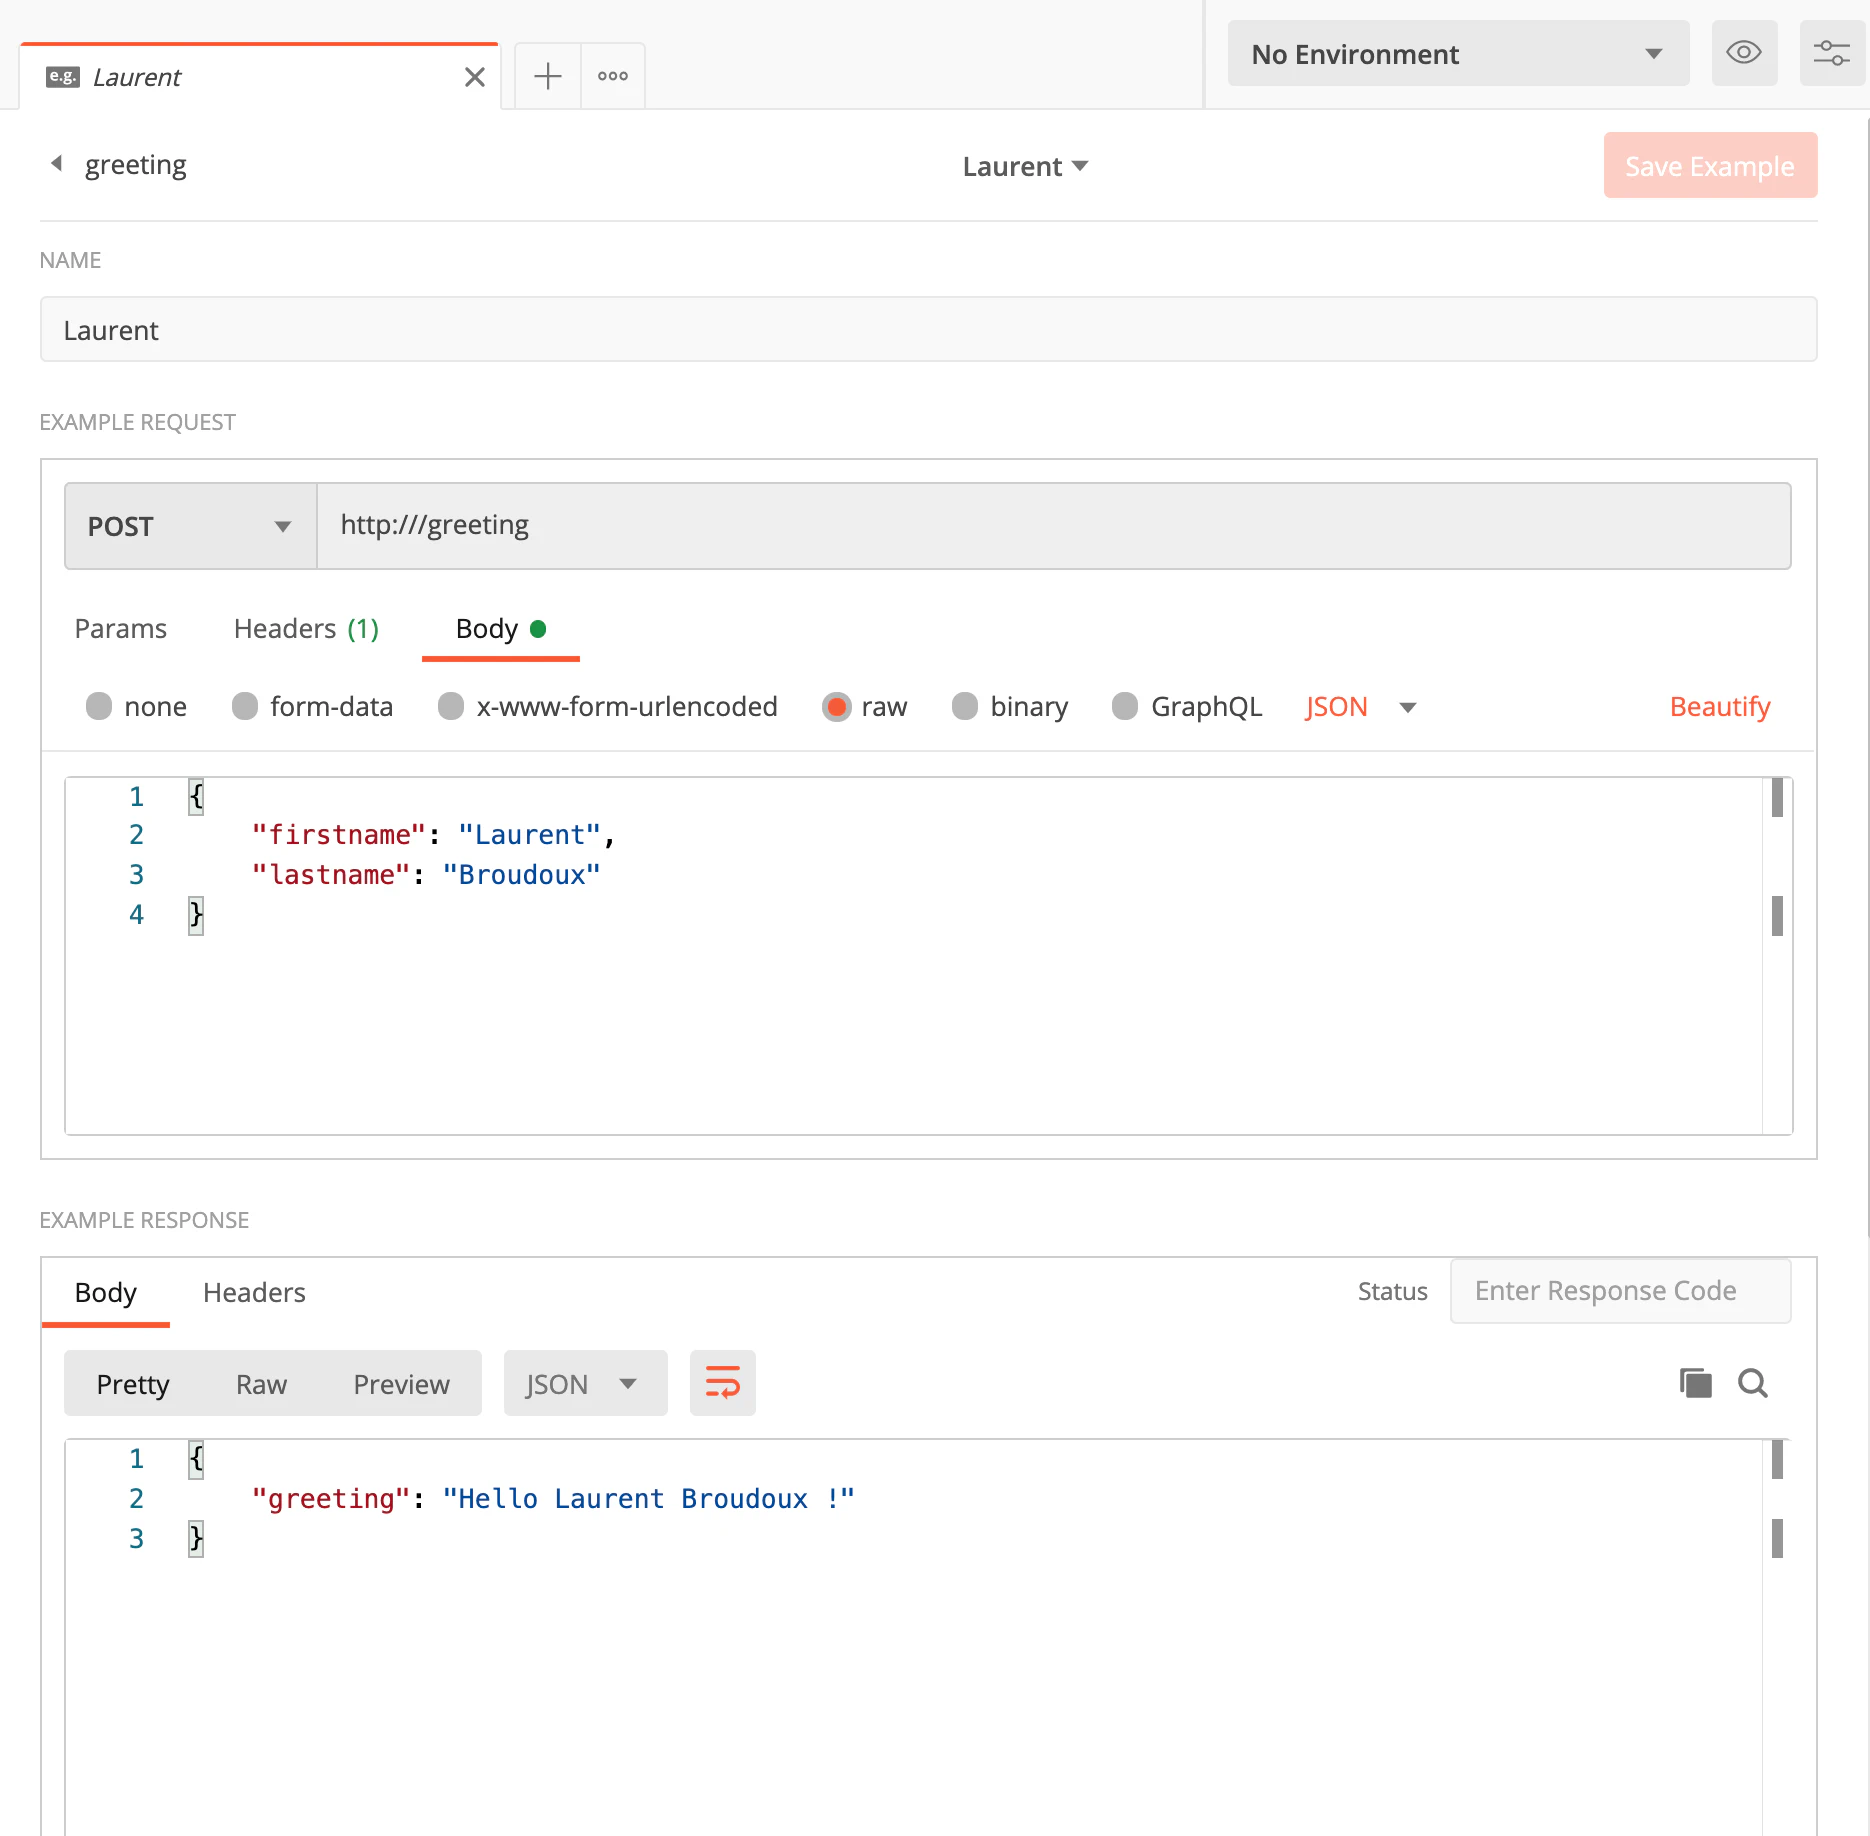 e.g. Laurent
No Environment
greeting
Laurent
Save Example
NAME
Laurent
EXAMPLE REQUEST
POST http:///greeting
Params Headers (1) Body
none form-data x-www-form-urlencoded raw binary GraphQL JSON Beautify
1 {
2 "firstname": "Laurent",
3 "lastname": "Broudoux"
4 }
EXAMPLE RESPONSE
Body Headers Status Enter Response Code
Pretty Raw Preview JSON
1 {
2 "greeting": "Hello Laurent Broudoux !"
3 }